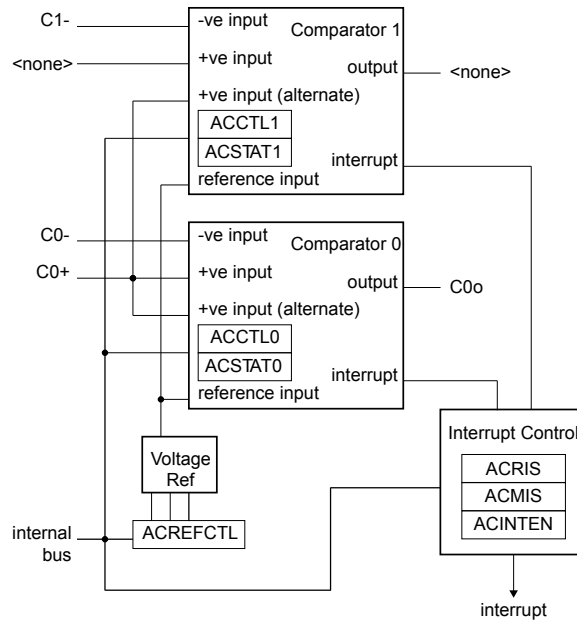 C1-
-ve input
Comparator 1
<none>
+ve input
output
<none>
+ve input (alternate)
ACCTL1
ACSTAT1
interrupt
reference input
C0-
-ve input
Comparator 0
C0+
+ve input
output
C0o
+ve input (alternate)
ACCTL0
ACSTAT0
interrupt
reference input
Voltage
Ref
Interrupt Control
ACRIS
ACMIS
ACINTEN
internal
bus
ACREFCTL
interrupt